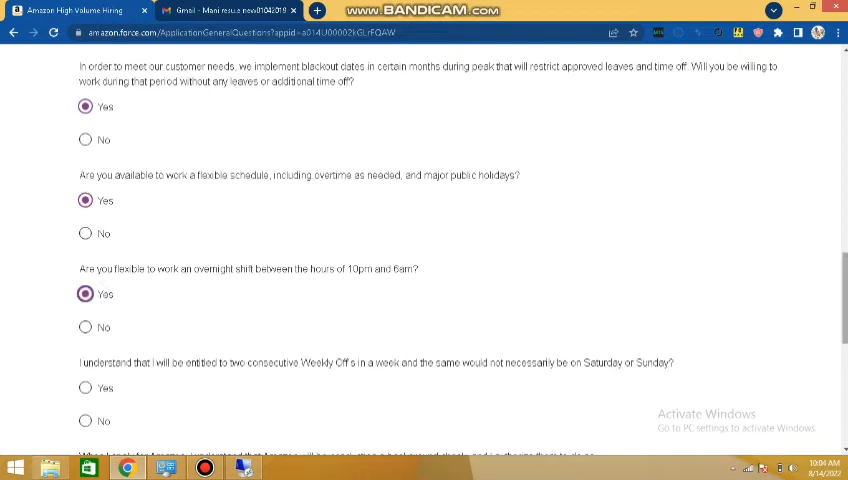 www.BANDICAM.com
Amazon High Volume Hiring
Gmail - Mani resu.e new01042019
amazon.force.com/ApplicationGeneralQuestions?appid=a014U00002kGLrFQAW
In order to meet our customer needs, we implement blackout dates in certain months during peak that will restrict approved leaves and time off. Will you be willing to
work during that period without any leaves or additional time off?
Yes
No
Are you available to work a flexible schedule, including overtime as needed, and major public holidays?
Yes
No
Are you flexible to work an overnight shift between the hours of 10pm and 6am?
Yes
No
I understand that I will be entitled to two consecutive Weekly Off's in a week and the same would not necessarily be on Saturday or Sunday?
Yes
No
Activate Windows
Go to PC settings to activate Windows.
10:04 AM
8/14/2022